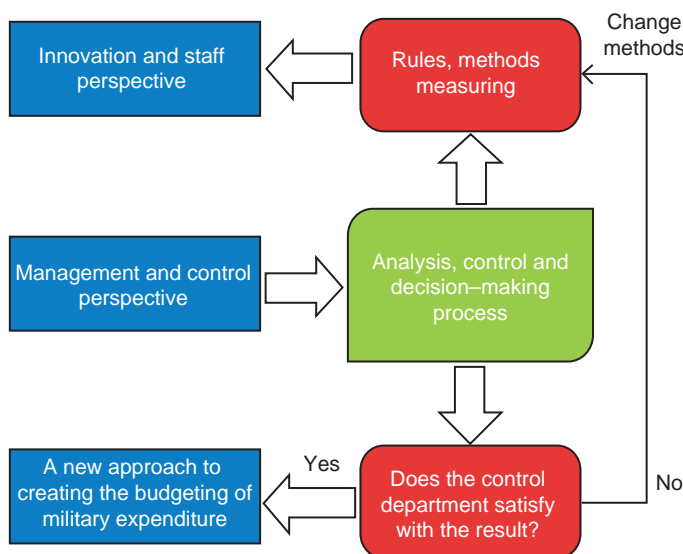 Change
methods
Innovation and staff
perspective
Rules, methods
measuring
Management and control
perspective
Analysis, control and
decision–making
process
A new approach to
creating the budgeting of
military expenditure
Yes
Does the control
department satisfy
with the result?
No